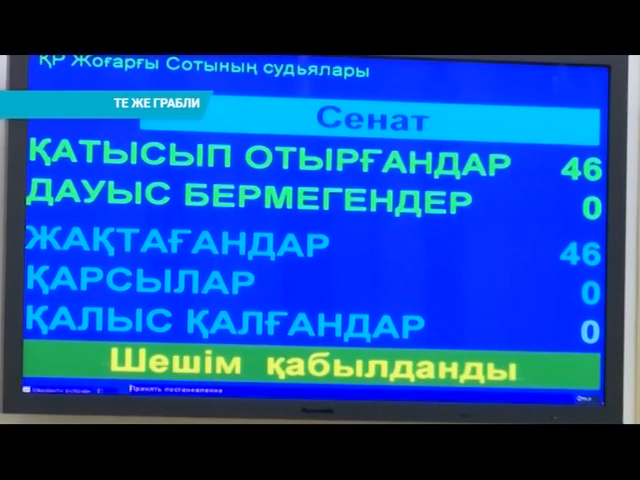 ҚР Жоғарғы Сотының судьялары
ТЕ ЖЕ ГРАБЛИ
Сенат
ҚАТЫСЫП ОТЫРҒАНДАР 46
ДАУЫС БЕРМЕГЕНДЕР 0
ЖАҚТАҒАНДАР 46
ҚАРСЫЛАР 0
ҚАЛЫС ҚАЛҒАНДАР 0
Шешім қабылданды
Принять постановление
Panasonic